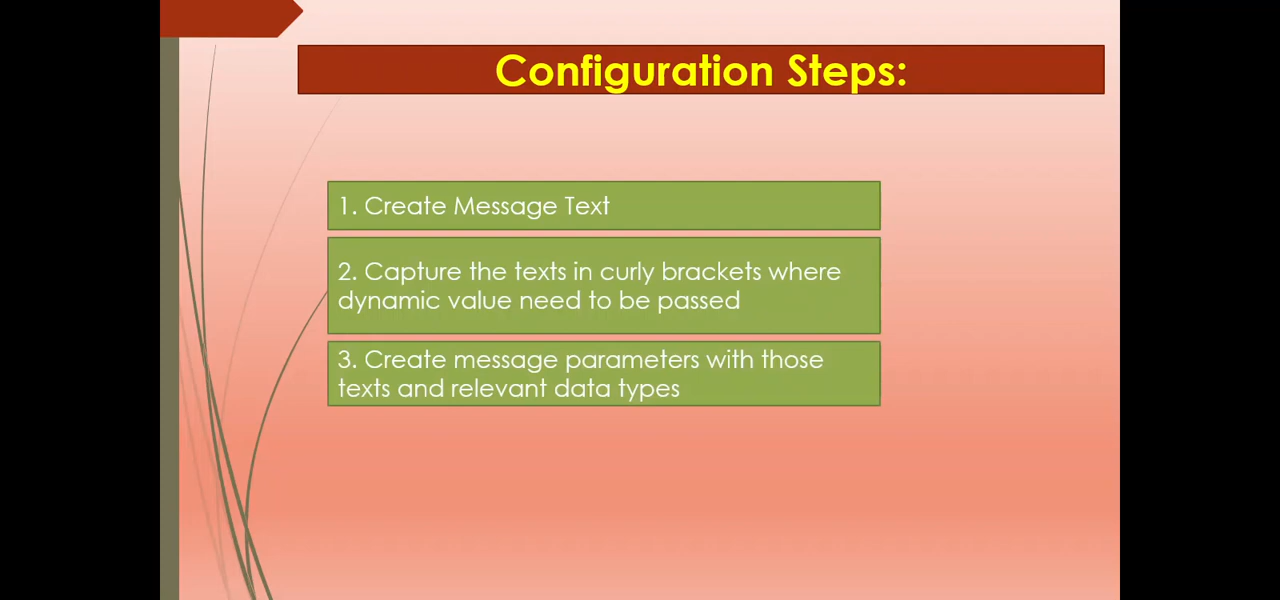 Configuration Steps:
1. Create Message Text
2. Capture the texts in curly brackets where
dynamic value need to be passed
3. Create message parameters with those
texts and relevant data types